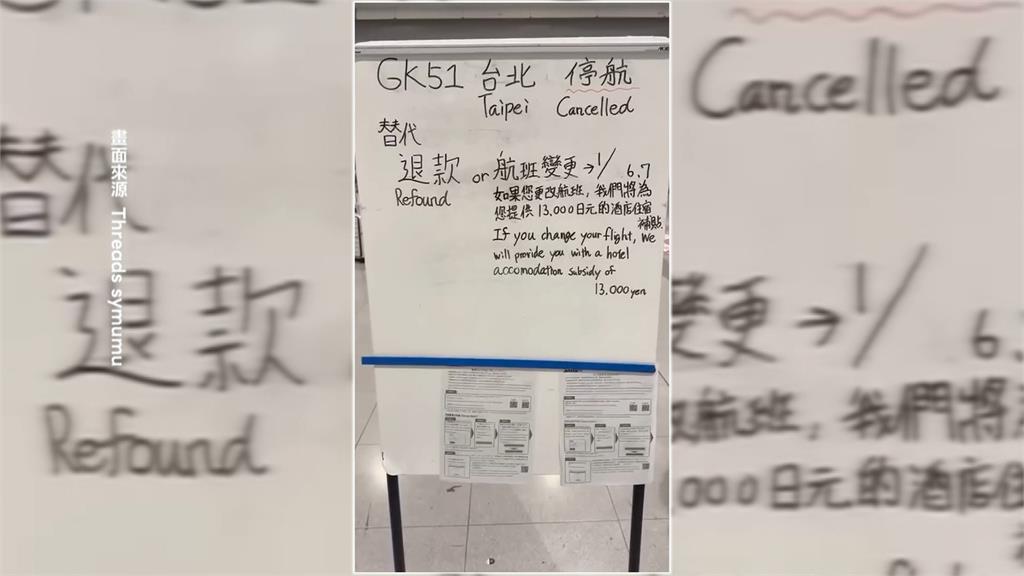 GK51 台北 停航
Taipei Cancelled
替代
退款 or 航班變更→1/6.7
Refound
如果您更改航班，我們將為
您提供13,000日元的酒店住宿
補貼
If you change your flight, we
will provide you with a hotel
accomodation subsidy of
13,000yen
畫面來源 Threads symumu